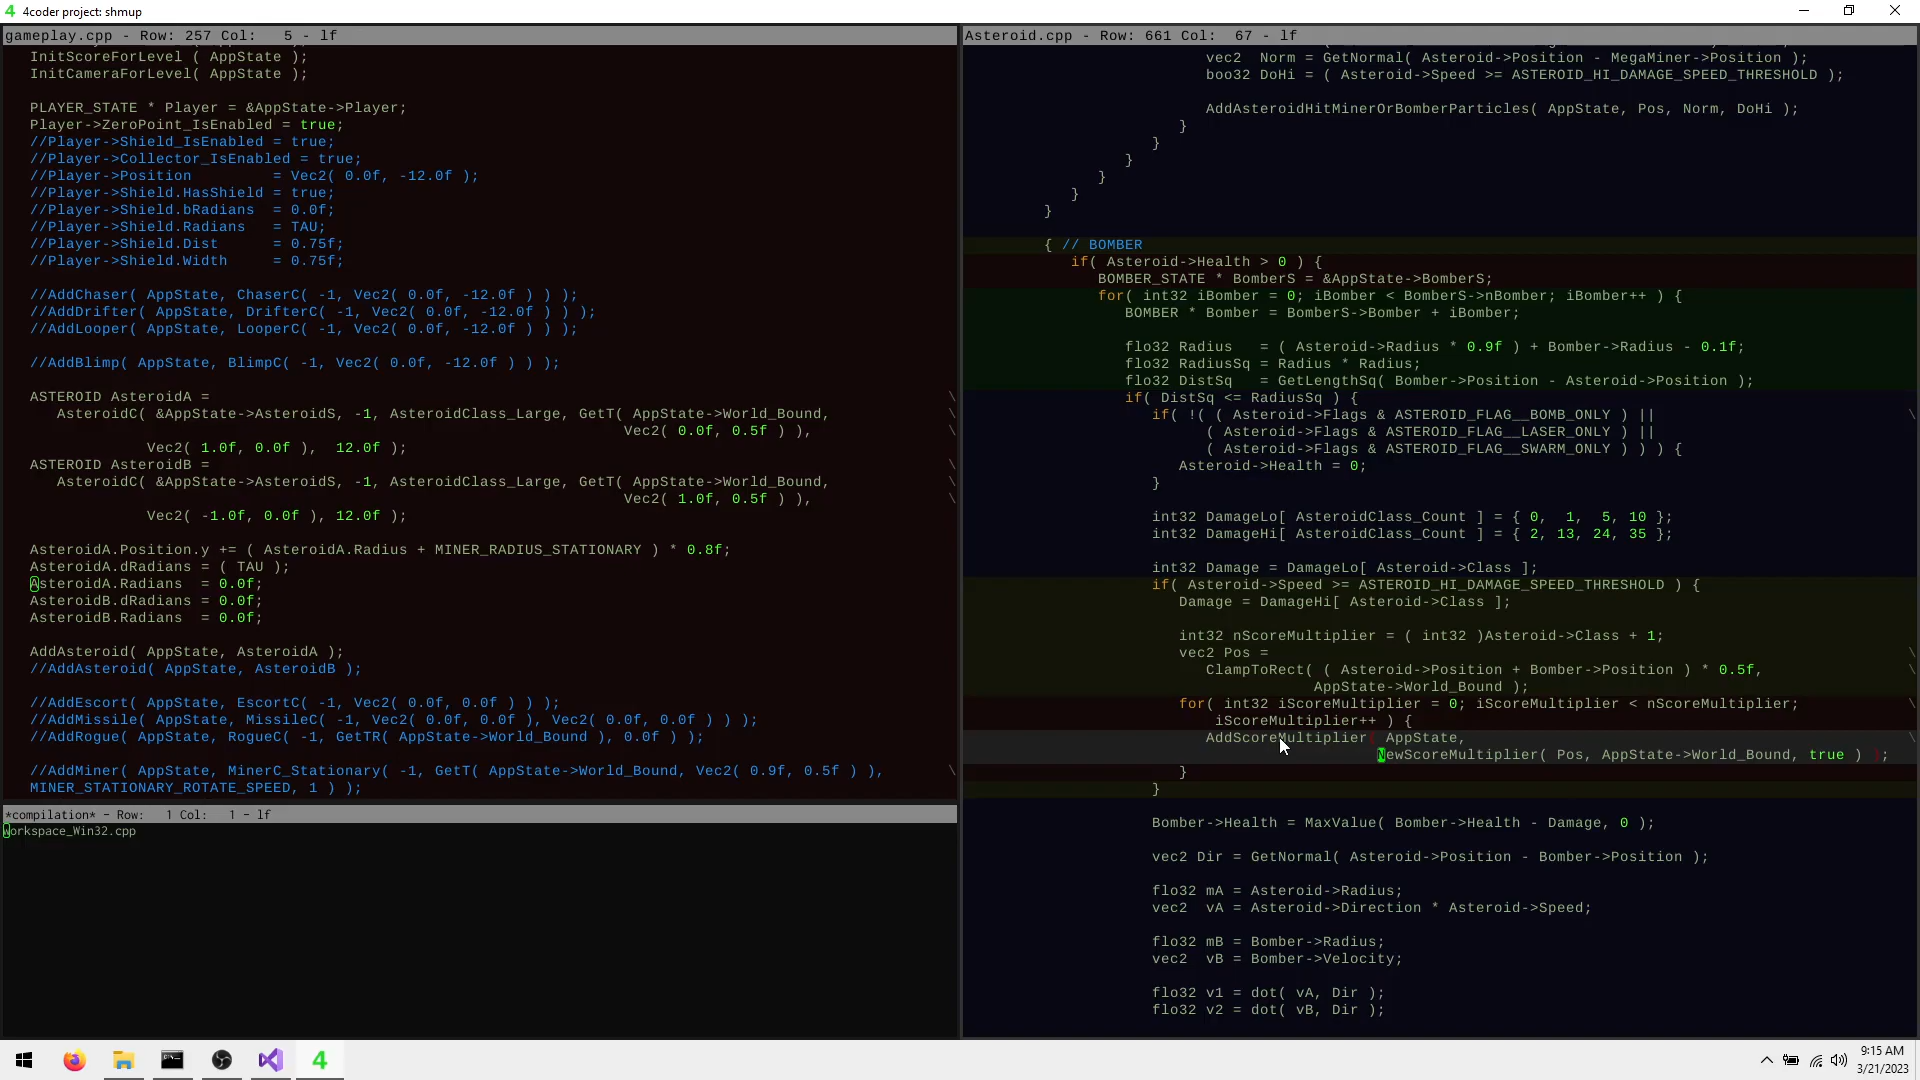 4coder project: shmup
gameplay.cpp - Row: 257 Col:   5 - lf
InitScoreForLevel ( AppState );
InitCameraForLevel( AppState );
PLAYER_STATE * Player = &AppState->Player;
Player->ZeroPoint_IsEnabled = true;
//Player->Shield_IsEnabled = true;
//Player->Collector_IsEnabled = true;
//Player->Position         = Vec2( 0.0f, -12.0f );
//Player->Shield.HasShield = true;
//Player->Shield.bRadians  = 0.0f;
//Player->Shield.Radians   = TAU;
//Player->Shield.Dist      = 0.75f;
//Player->Shield.Width     = 0.75f;
//AddChaser( AppState, ChaserC( -1, Vec2( 0.0f, -12.0f ) ) );
//AddDrifter( AppState, DrifterC( -1, Vec2( 0.0f, -12.0f ) ) );
//AddLooper( AppState, LooperC( -1, Vec2( 0.0f, -12.0f ) ) );
//AddBlimp( AppState, BlimpC( -1, Vec2( 0.0f, -12.0f ) ) );
ASTEROID AsteroidA = \
AsteroidC( &AppState->AsteroidS, -1, AsteroidClass_Large, GetT( AppState->World_Bound, \
Vec2( 0.0f, 0.5f ) ), \
Vec2( 1.0f, 0.0f ),  12.0f );
ASTEROID AsteroidB = \
AsteroidC( &AppState->AsteroidS, -1, AsteroidClass_Large, GetT( AppState->World_Bound, \
Vec2( 1.0f, 0.5f ) ), \
Vec2( -1.0f, 0.0f ), 12.0f );
AsteroidA.Position.y += ( AsteroidA.Radius + MINER_RADIUS_STATIONARY ) * 0.8f;
AsteroidA.dRadians = ( TAU );
AsteroidA.Radians  = 0.0f;
AsteroidB.dRadians = 0.0f;
AsteroidB.Radians  = 0.0f;
AddAsteroid( AppState, AsteroidA );
//AddAsteroid( AppState, AsteroidB );
//AddEscort( AppState, EscortC( -1, Vec2( 0.0f, 0.0f ) ) );
//AddMissile( AppState, MissileC( -1, Vec2( 0.0f, 0.0f ), Vec2( 0.0f, 0.0f ) ) );
//AddRogue( AppState, RogueC( -1, GetTR( AppState->World_Bound ), 0.0f ) );
//AddMiner( AppState, MinerC_Stationary( -1, GetT( AppState->World_Bound, Vec2( 0.9f, 0.5f ) ), \
MINER_STATIONARY_ROTATE_SPEED, 1 ) );
*compilation* - Row:   1 Col:   1 - lf
workspace_Win32.cpp
Asteroid.cpp - Row: 661 Col:  67 - lf
vec2  Norm = GetNormal( Asteroid->Position - MegaMiner->Position );
boo32 DoHi = ( Asteroid->Speed >= ASTEROID_HI_DAMAGE_SPEED_THRESHOLD );
AddAsteroidHitMinerOrBomberParticles( AppState, Pos, Norm, DoHi );
}
}
}
}
}
}
{ // BOMBER
if( Asteroid->Health > 0 ) {
BOMBER_STATE * BomberS = &AppState->BomberS;
for( int32 iBomber = 0; iBomber < BomberS->nBomber; iBomber++ ) {
BOMBER * Bomber = BomberS->Bomber + iBomber;
flo32 Radius   = ( Asteroid->Radius * 0.9f ) + Bomber->Radius - 0.1f;
flo32 RadiusSq = Radius * Radius;
flo32 DistSq   = GetLengthSq( Bomber->Position - Asteroid->Position );
if( DistSq <= RadiusSq ) {
if( !( ( Asteroid->Flags & ASTEROID_FLAG__BOMB_ONLY ) || \
( Asteroid->Flags & ASTEROID_FLAG__LASER_ONLY ) ||
( Asteroid->Flags & ASTEROID_FLAG__SWARM_ONLY ) ) ) {
Asteroid->Health = 0;
}
int32 DamageLo[ AsteroidClass_Count ] = { 0,  1,  5, 10 };
int32 DamageHi[ AsteroidClass_Count ] = { 2, 13, 24, 35 };
int32 Damage = DamageLo[ Asteroid->Class ];
if( Asteroid->Speed >= ASTEROID_HI_DAMAGE_SPEED_THRESHOLD ) {
Damage = DamageHi[ Asteroid->Class ];
int32 nScoreMultiplier = ( int32 )Asteroid->Class + 1;
vec2 Pos = \
ClampToRect( ( Asteroid->Position + Bomber->Position ) * 0.5f, \
AppState->World_Bound );
for( int32 iScoreMultiplier = 0; iScoreMultiplier < nScoreMultiplier; \
iScoreMultiplier++ ) {
AddScoreMultiplier( AppState, \
NewScoreMultiplier( Pos, AppState->World_Bound, true ) );
}
}
Bomber->Health = MaxValue( Bomber->Health - Damage, 0 );
vec2 Dir = GetNormal( Asteroid->Position - Bomber->Position );
flo32 mA = Asteroid->Radius;
vec2  vA = Asteroid->Direction * Asteroid->Speed;
flo32 mB = Bomber->Radius;
vec2  vB = Bomber->Velocity;
flo32 v1 = dot( vA, Dir );
flo32 v2 = dot( vB, Dir );
9:15 AM
3/21/2023